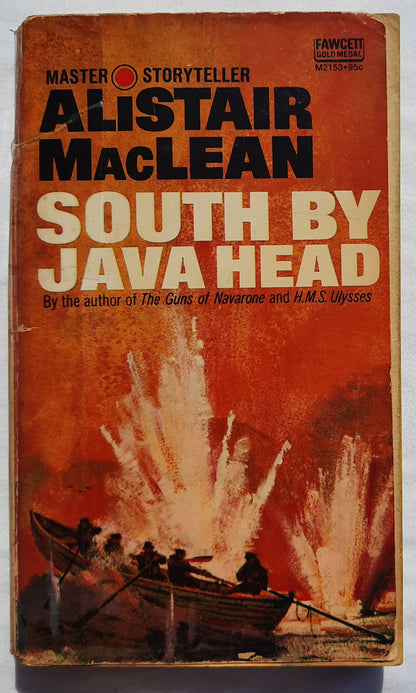 FAWCETT
GOLD MEDAL
M2153•95c
MASTER STORYTELLER
ALiSTAIR
MACLEAN
SOUTH BY
JAVA HEAD
By the author of The Guns of Navarone and H.M.S. Ulysses